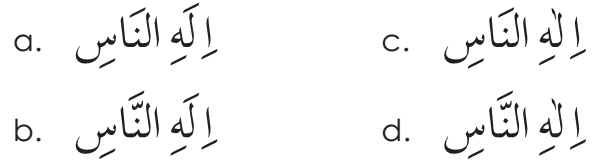 a. اِلَهِ النَاسِ
c. اِلٰهِ النَاسِ
b. اِلَهِ النَّاسِ
d. اِلٰهِ النَّاسِ